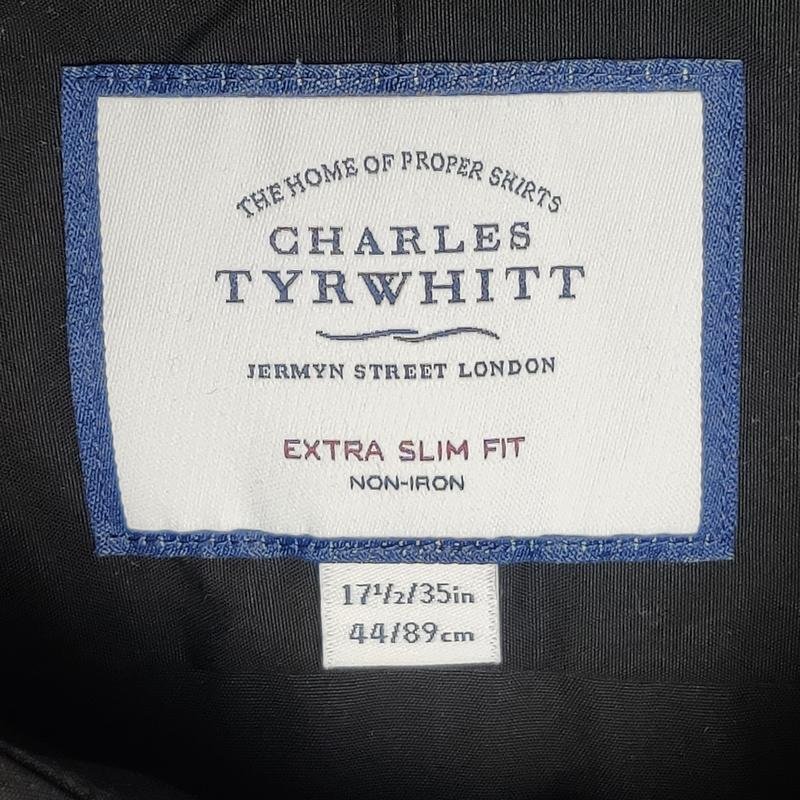 THE HOME OF PROPER SHIRTS
CHARLES
TYRWHITT
JERMYN STREET LONDON
EXTRA SLIM FIT
NON-IRON
17½/35in
44/89cm